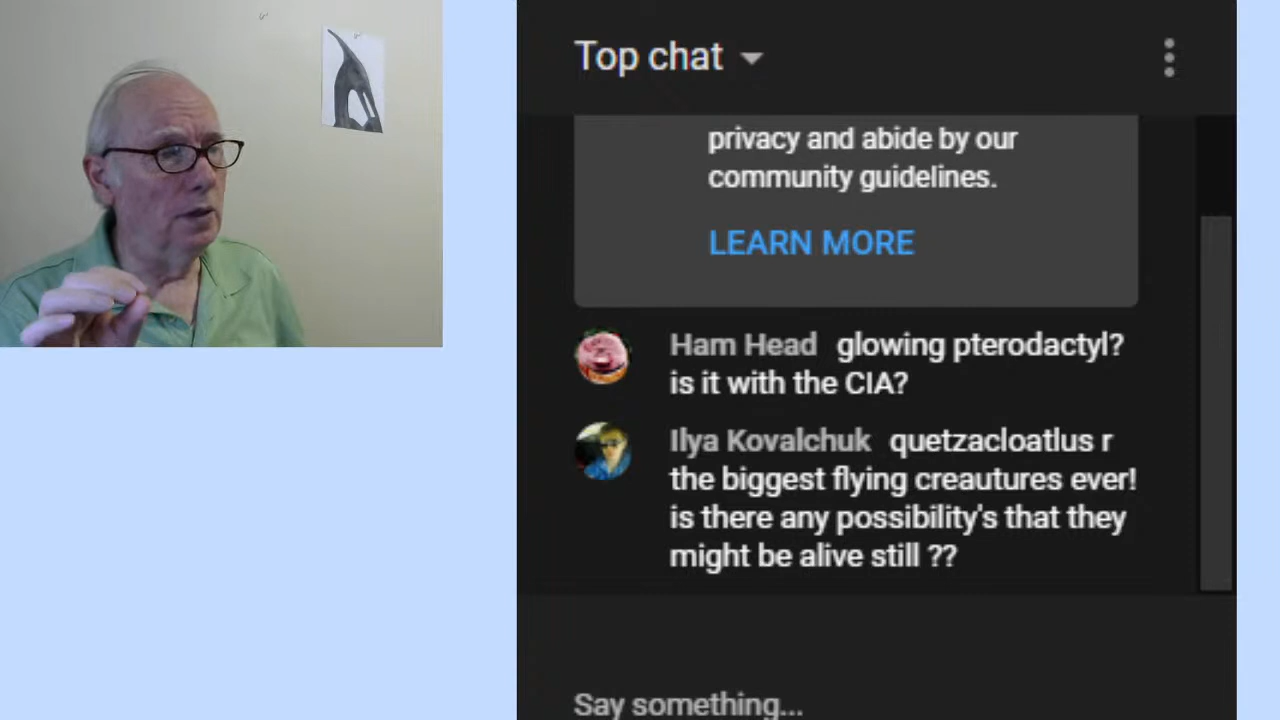 Top chat
privacy and abide by our
community guidelines.
LEARN MORE
Ham Head glowing pterodactyl?
is it with the CIA?
Ilya Kovalchuk quetzacloatlus r
the biggest flying creautures ever!
is there any possibility's that they
might be alive still ??
Say something...